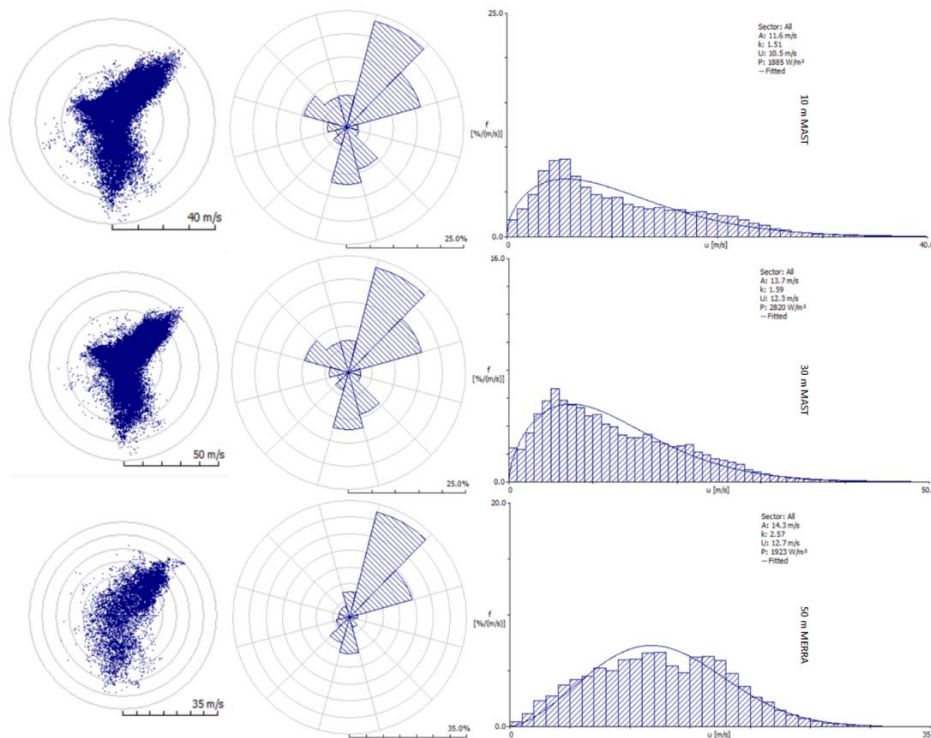 40 m/s
25.0%
25.0
f
[%/(m/s)]
0.0
0
u [m/s]
40.0
Sector: All
A: 11.6 m/s
k: 1.51
U: 10.5 m/s
P: 1885 W/m²
-- Fitted
10 m MAST
50 m/s
25.0%
16.0
f
[%/(m/s)]
0.0
0
u [m/s]
50.0
Sector: All
A: 13.7 m/s
k: 1.59
U: 12.3 m/s
P: 2820 W/m²
-- Fitted
30 m MAST
35 m/s
35.0%
20.0
f
[%/(m/s)]
0.0
0
u [m/s]
35.
Sector: All
A: 14.3 m/s
k: 2.57
U: 12.7 m/s
P: 1923 W/m²
-- Fitted
50 m MERRA